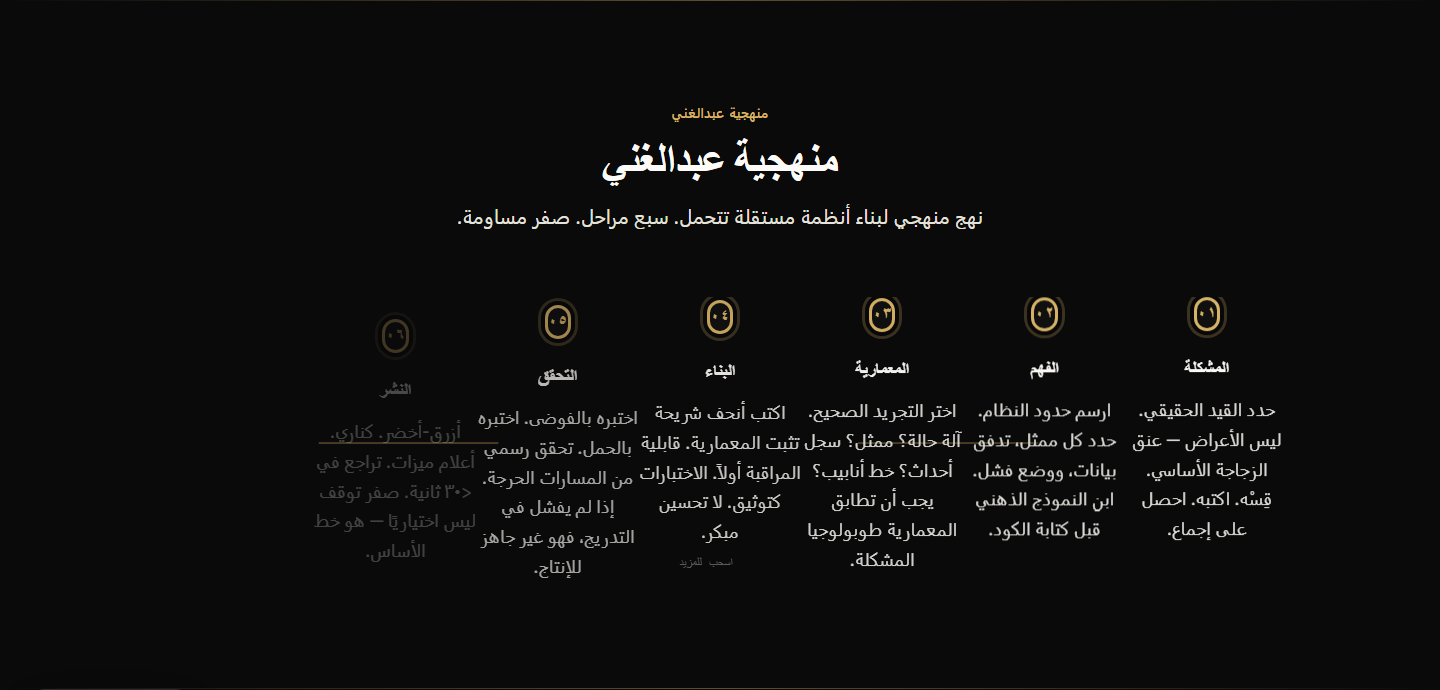 منهجية عبدالغني
منهجية عبدالغني
نهج منهجي لبناء أنظمة مستقلة تتحمل. سبع مراحل. صفر مساومة.
٠١
المشكلة
حدد القيد الحقيقي.
ليس الأعراض — عنق
الزجاجة الأساسي.
قِسْه. اكتبه. احصل
على إجماع.
٠٢
الفهم
ارسم حدود النظام.
حدد كل ممثل، تدفق
بيانات، ووضع فشل.
ابن النموذج الذهني
قبل كتابة الكود.
٠٣
المعمارية
اختر التجريد الصحيح.
آلة حالة؟ ممثل؟ سجل
أحداث؟ خط أنابيب؟
يجب أن تطابق
المعمارية طوبولوجيا
المشكلة.
٠٤
البناء
اكتب أنحف شريحة
تثبت المعمارية. قابلية
المراقبة أولاً. الاختبارات
كتوثيق. لا تحسين
مبكر.
٠٥
التحقق
اختبره بالفوضى. اختبره
بالحمل. تحقق رسمي
من المسارات الحرجة.
إذا لم يفشل في
التدريج، فهو غير جاهز
للإنتاج.
٠٦
النشر
أزرق-أخضر. كناري.
أعلام ميزات. تراجع في
<٣٠ ثانية. صفر توقف
ليس اختياريًا — هو خط
الأساس.
اسحب للمزيد